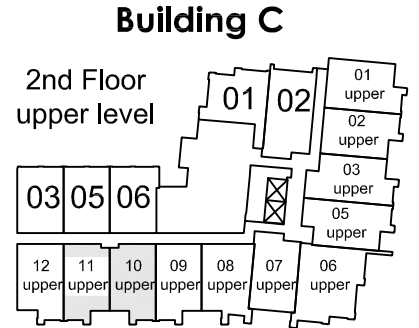 Building C
2nd Floor
upper level
01
02
01
upper
02
upper
03
upper
05
upper
03
05
06
12
upper
11
upper
10
upper
09
upper
08
upper
07
upper
06
upper